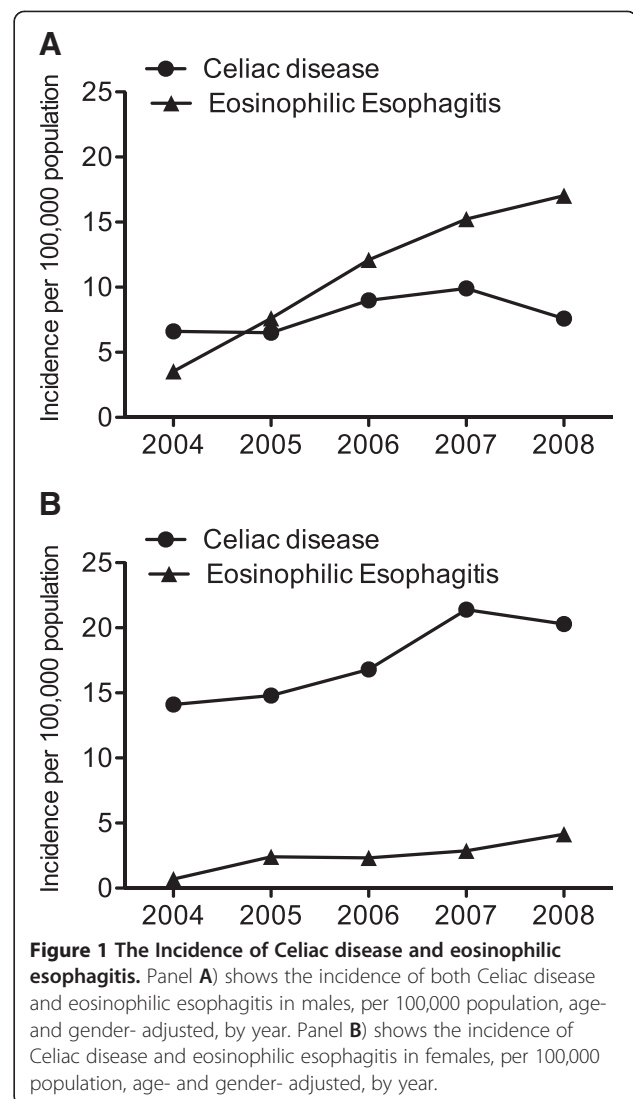 A
Celiac disease
Eosinophilic Esophagitis
Incidence per 100,000 population
25
20
15
10
5
0
2004 2005 2006 2007 2008
B
Celiac disease
Eosinophilic Esophagitis
Incidence per 100,000 population
25
20
15
10
5
0
2004 2005 2006 2007 2008
Figure 1 The Incidence of Celiac disease and eosinophilic
esophagitis. Panel A) shows the incidence of both Celiac disease
and eosinophilic esophagitis in males, per 100,000 population, age-
and gender- adjusted, by year. Panel B) shows the incidence of
Celiac disease and eosinophilic esophagitis in females, per 100,000
population, age- and gender- adjusted, by year.